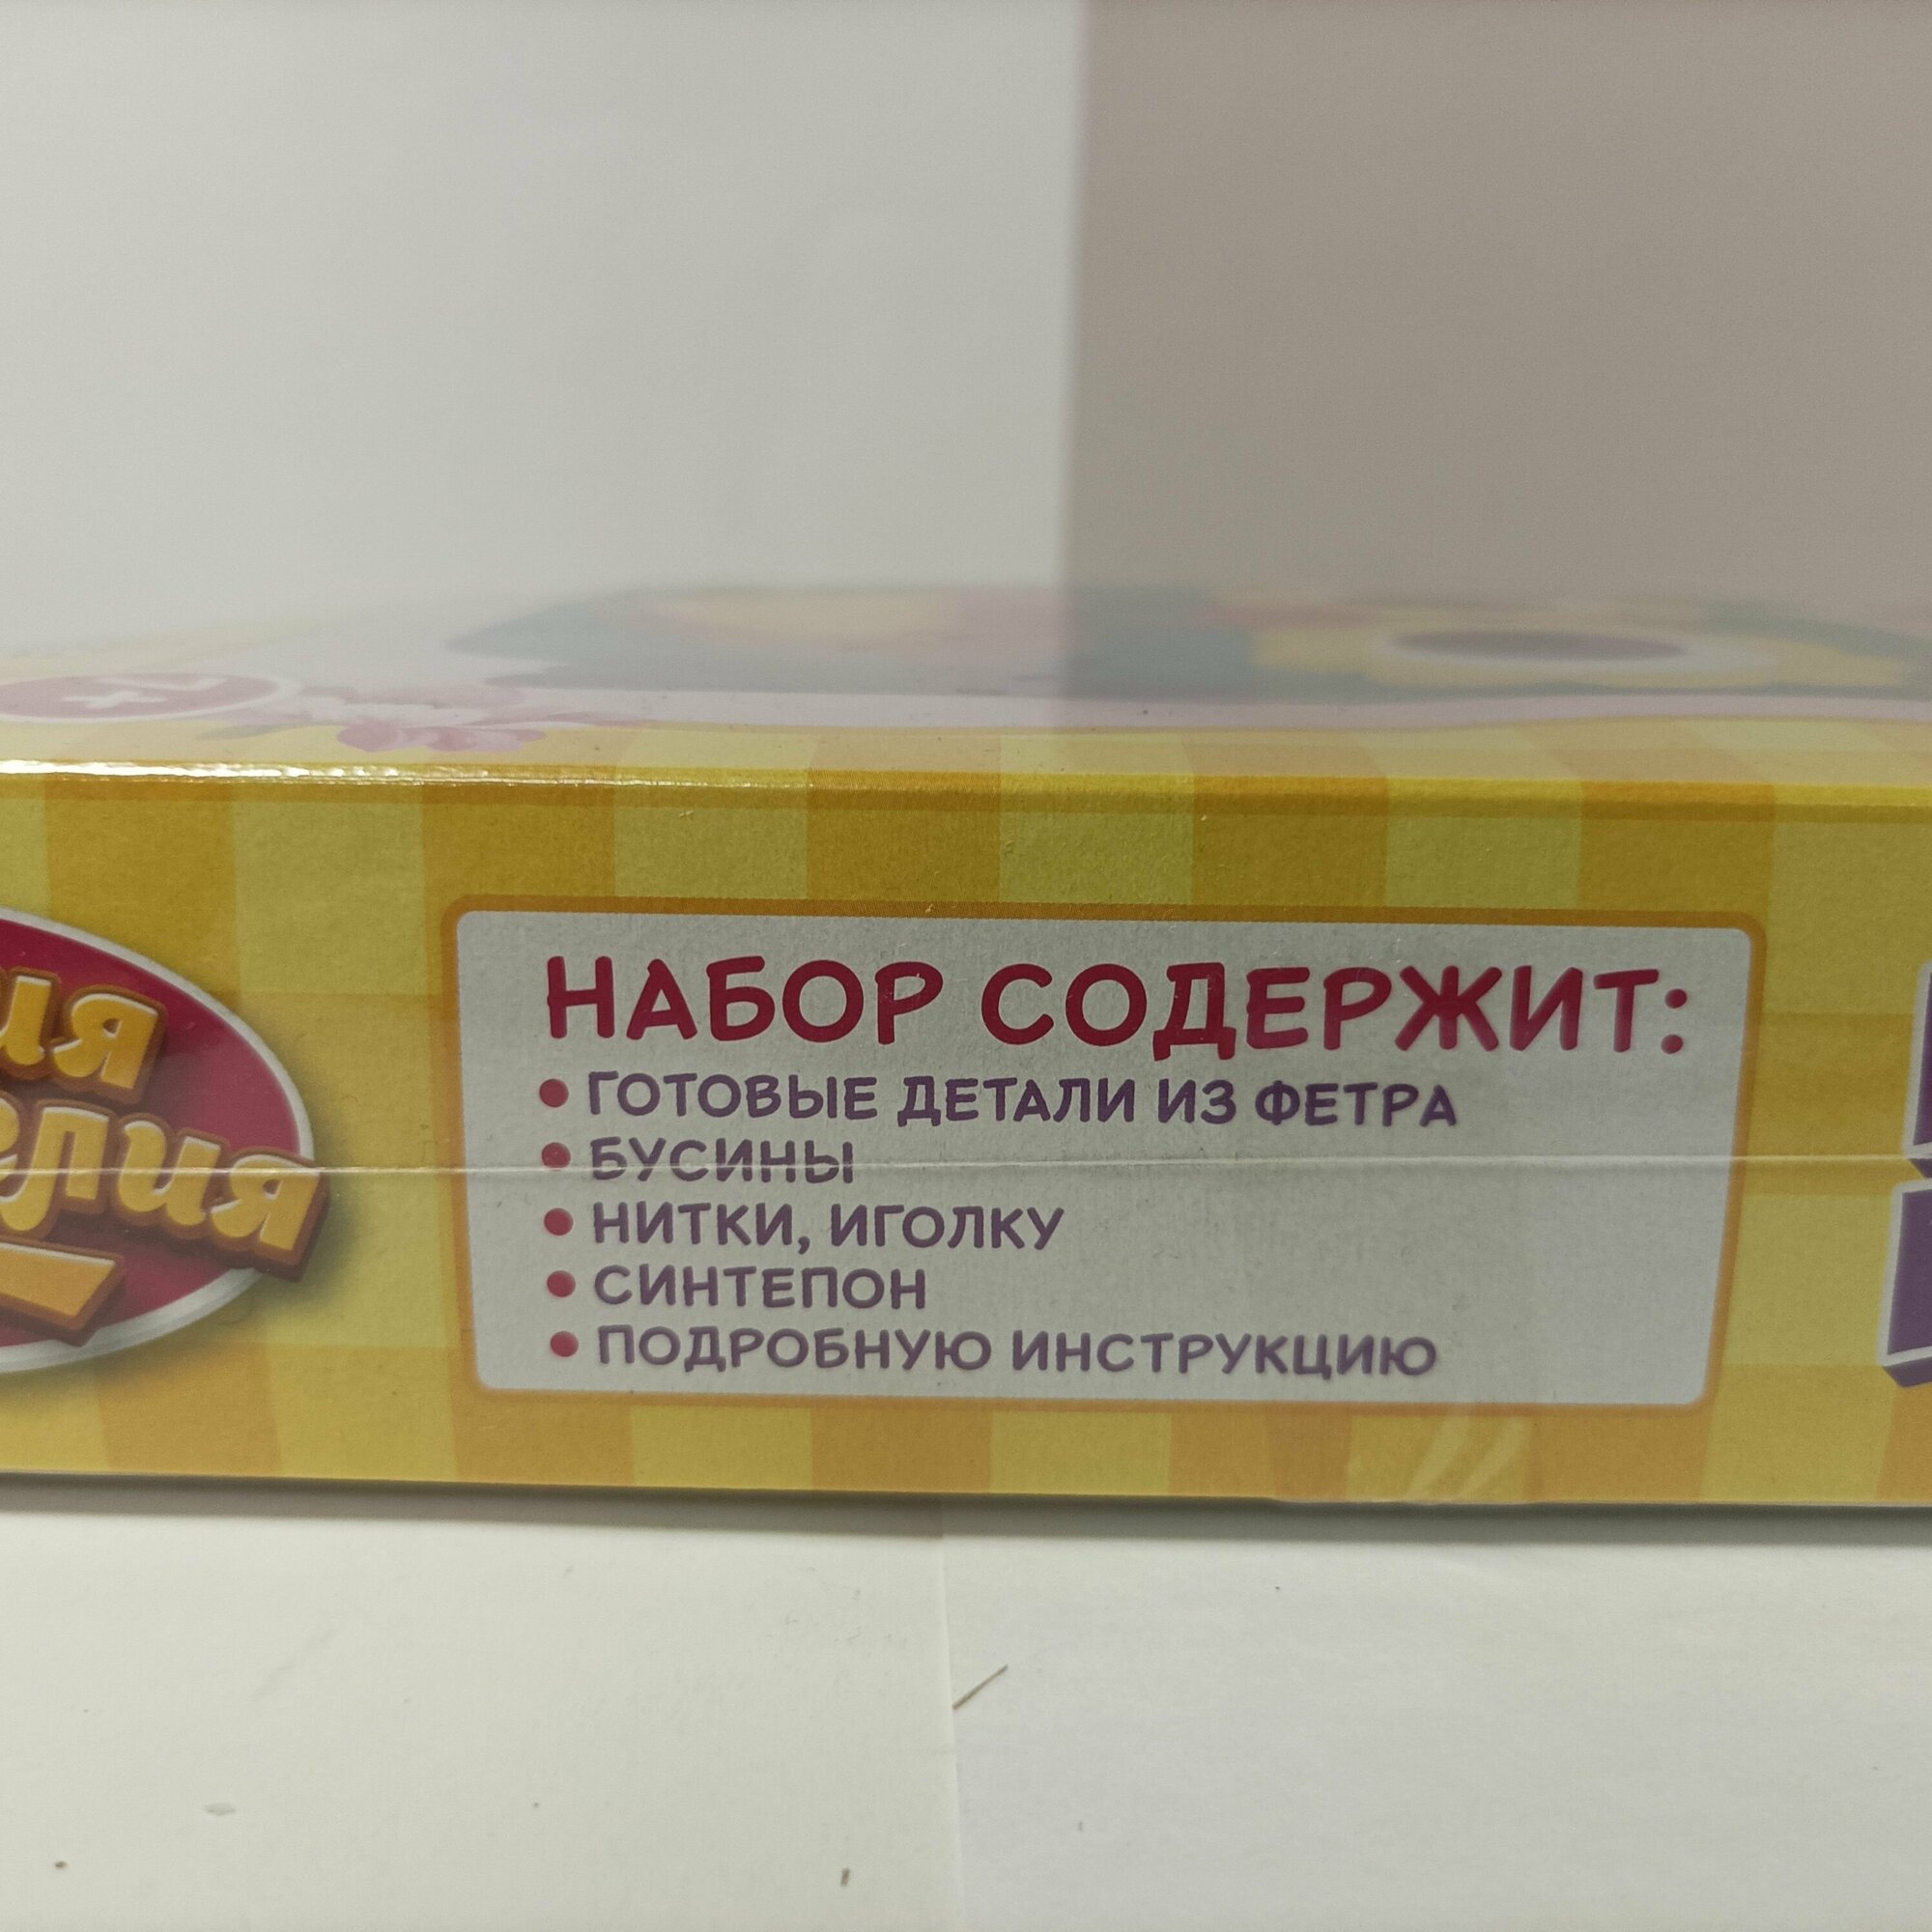 НАБОР СОДЕРЖИТ:
• ГОТОВЫЕ ДЕТАЛИ ИЗ ФЕТРА
• БУСИНЫ
• НИТКИ, ИГОЛКУ
• СИНТЕПОН
• ПОДРОБНУЮ ИНСТРУКЦИЮ